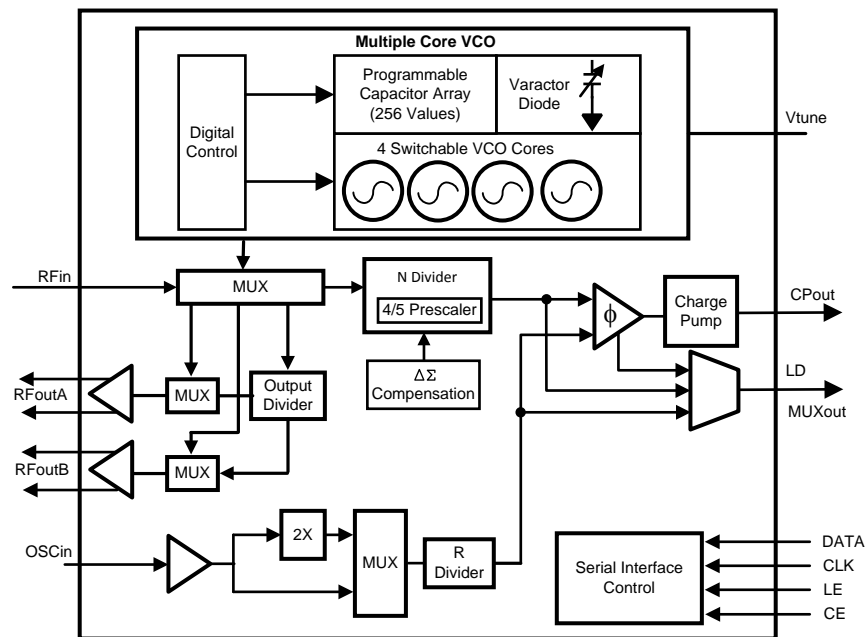 Multiple Core VCO
Digital
Control
Programmable
Capacitor Array
(256 Values)
Varactor
Diode
4 Switchable VCO Cores
Vtune
RFin
MUX
N Divider
4/5 Prescaler
ϕ
Charge
Pump
CPout
ΔΣ
Compensation
LD
MUXout
RFoutA
MUX
Output
Divider
RFoutB
MUX
OSCin
2X
MUX
R
Divider
Serial Interface
Control
DATA
CLK
LE
CE